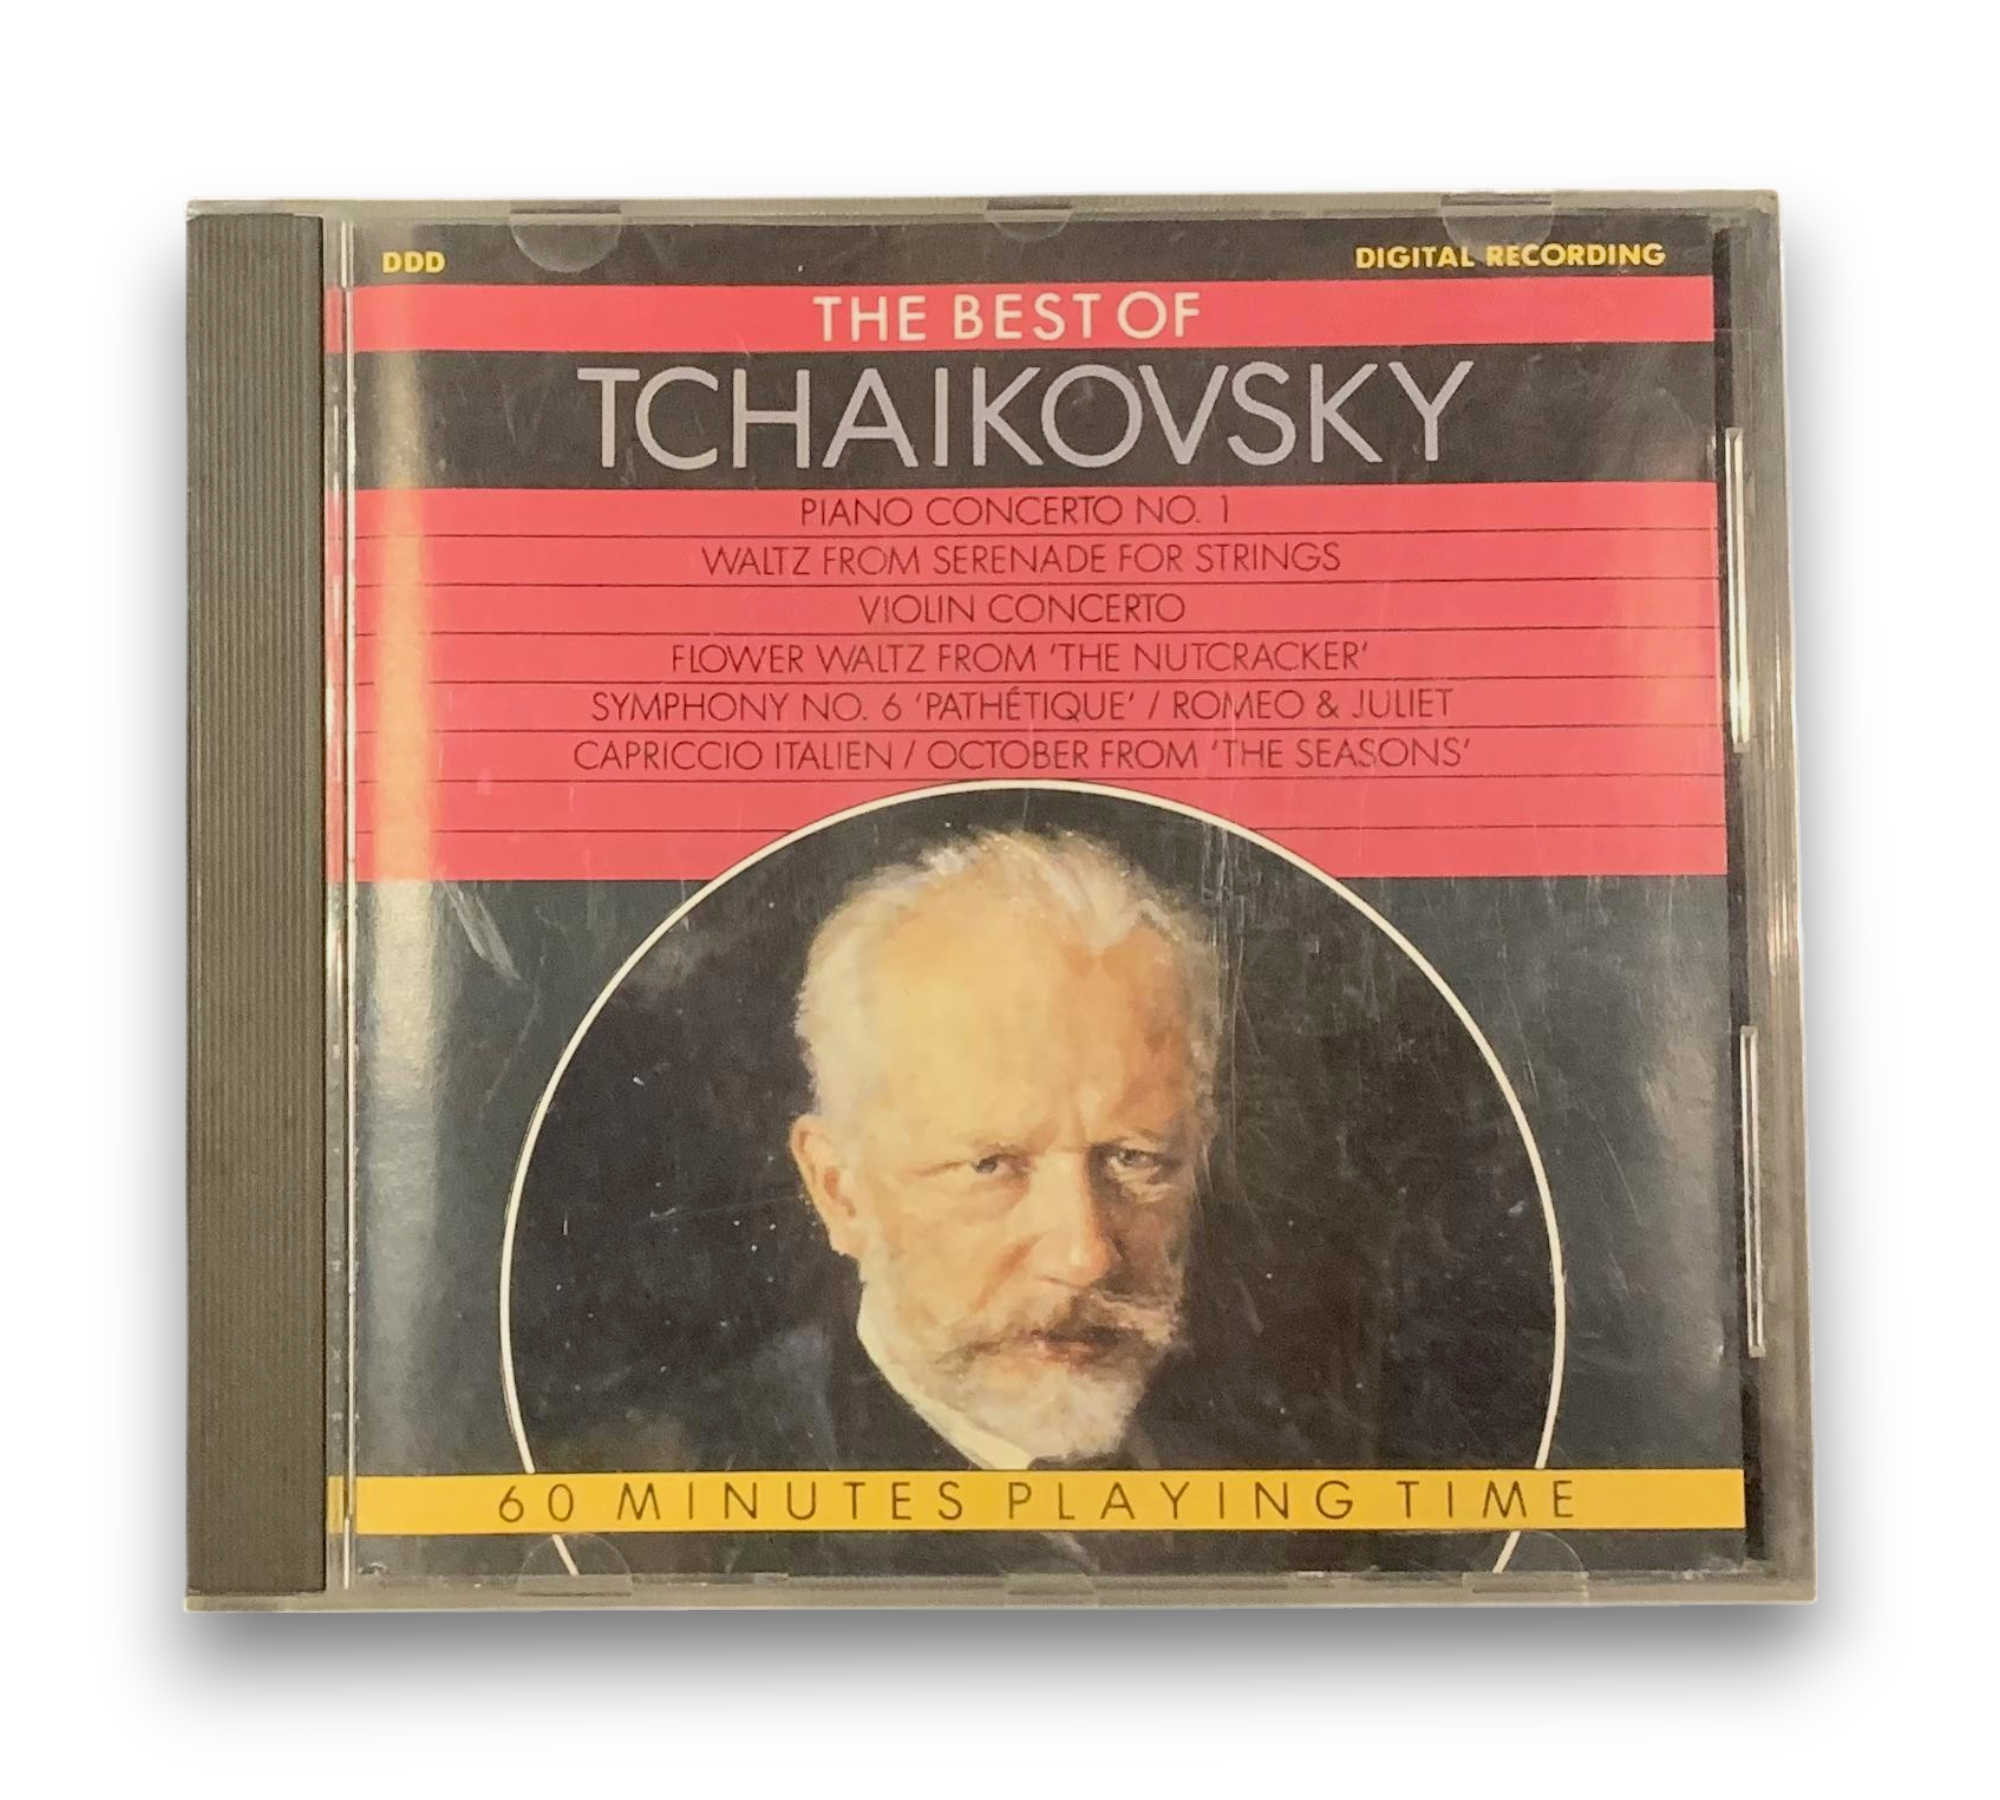 DDD
DIGITAL RECORDING
THE BEST OF
TCHAIKOVSKY
PIANO CONCERTO NO. 1
WALTZ FROM SERENADE FOR STRINGS
VIOLIN CONCERTO
FLOWER WALTZ FROM 'THE NUTCRACKER'
SYMPHONY NO. 6 'PATHÉTIQUE' / ROMEO & JULIET
CAPRICCIO ITALIEN / OCTOBER FROM 'THE SEASONS'
60 MINUTES PLAYING TIME